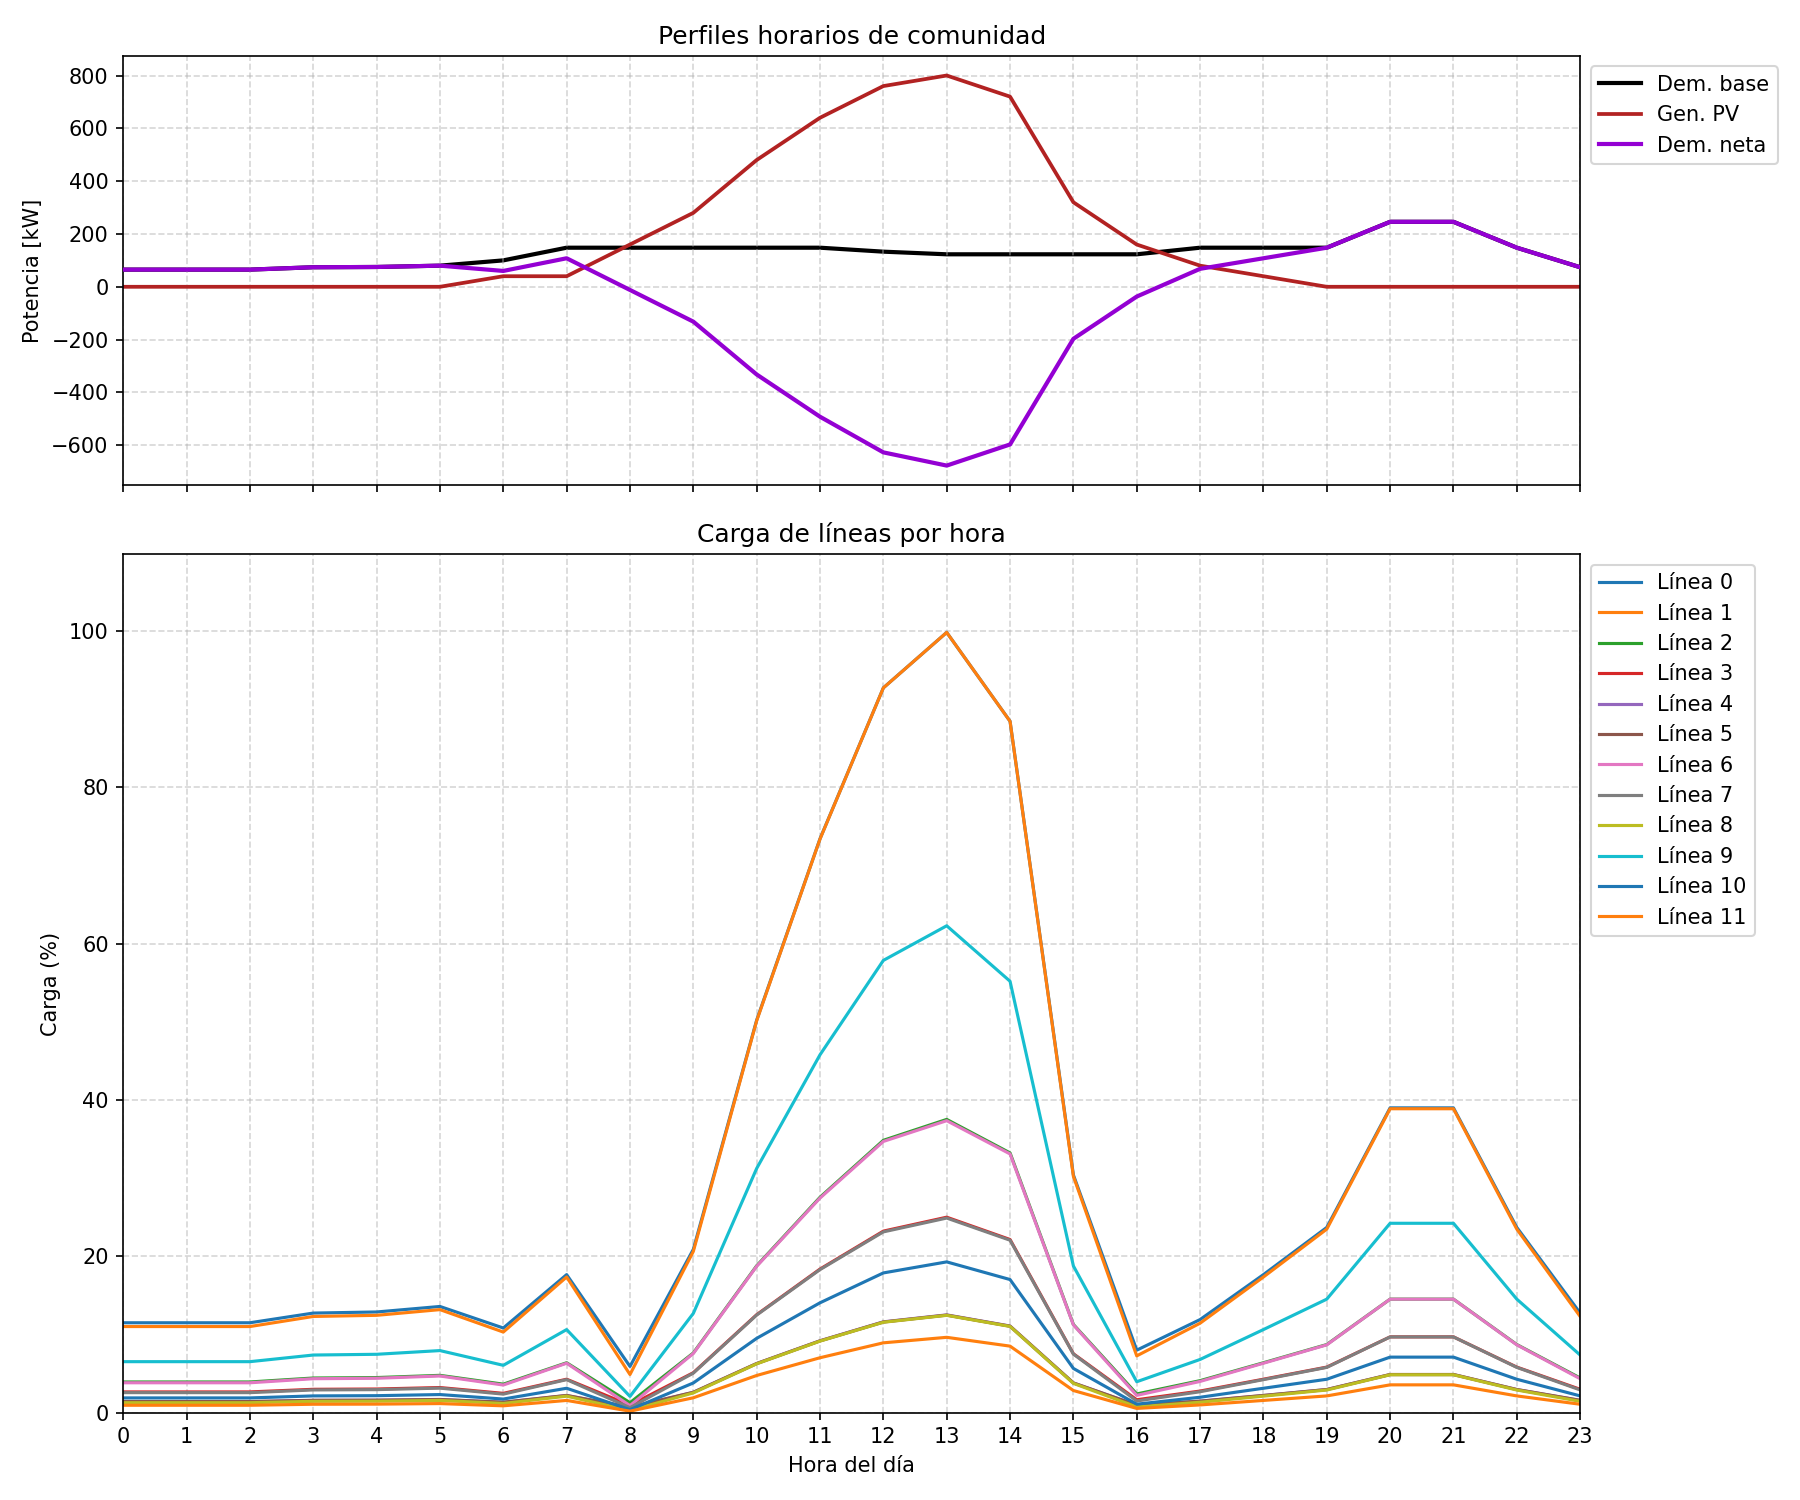 Perfiles horarios de comunidad
800
600
400
200
0
−200
−400
−600
Potencia [kW]
Dem. base
Gen. PV
Dem. neta
Carga de líneas por hora
100
80
60
40
20
0
Carga (%)
0 1 2 3 4 5 6 7 8 9 10 11 12 13 14 15 16 17 18 19 20 21 22 23
Hora del día
Línea 0
Línea 1
Línea 2
Línea 3
Línea 4
Línea 5
Línea 6
Línea 7
Línea 8
Línea 9
Línea 10
Línea 11